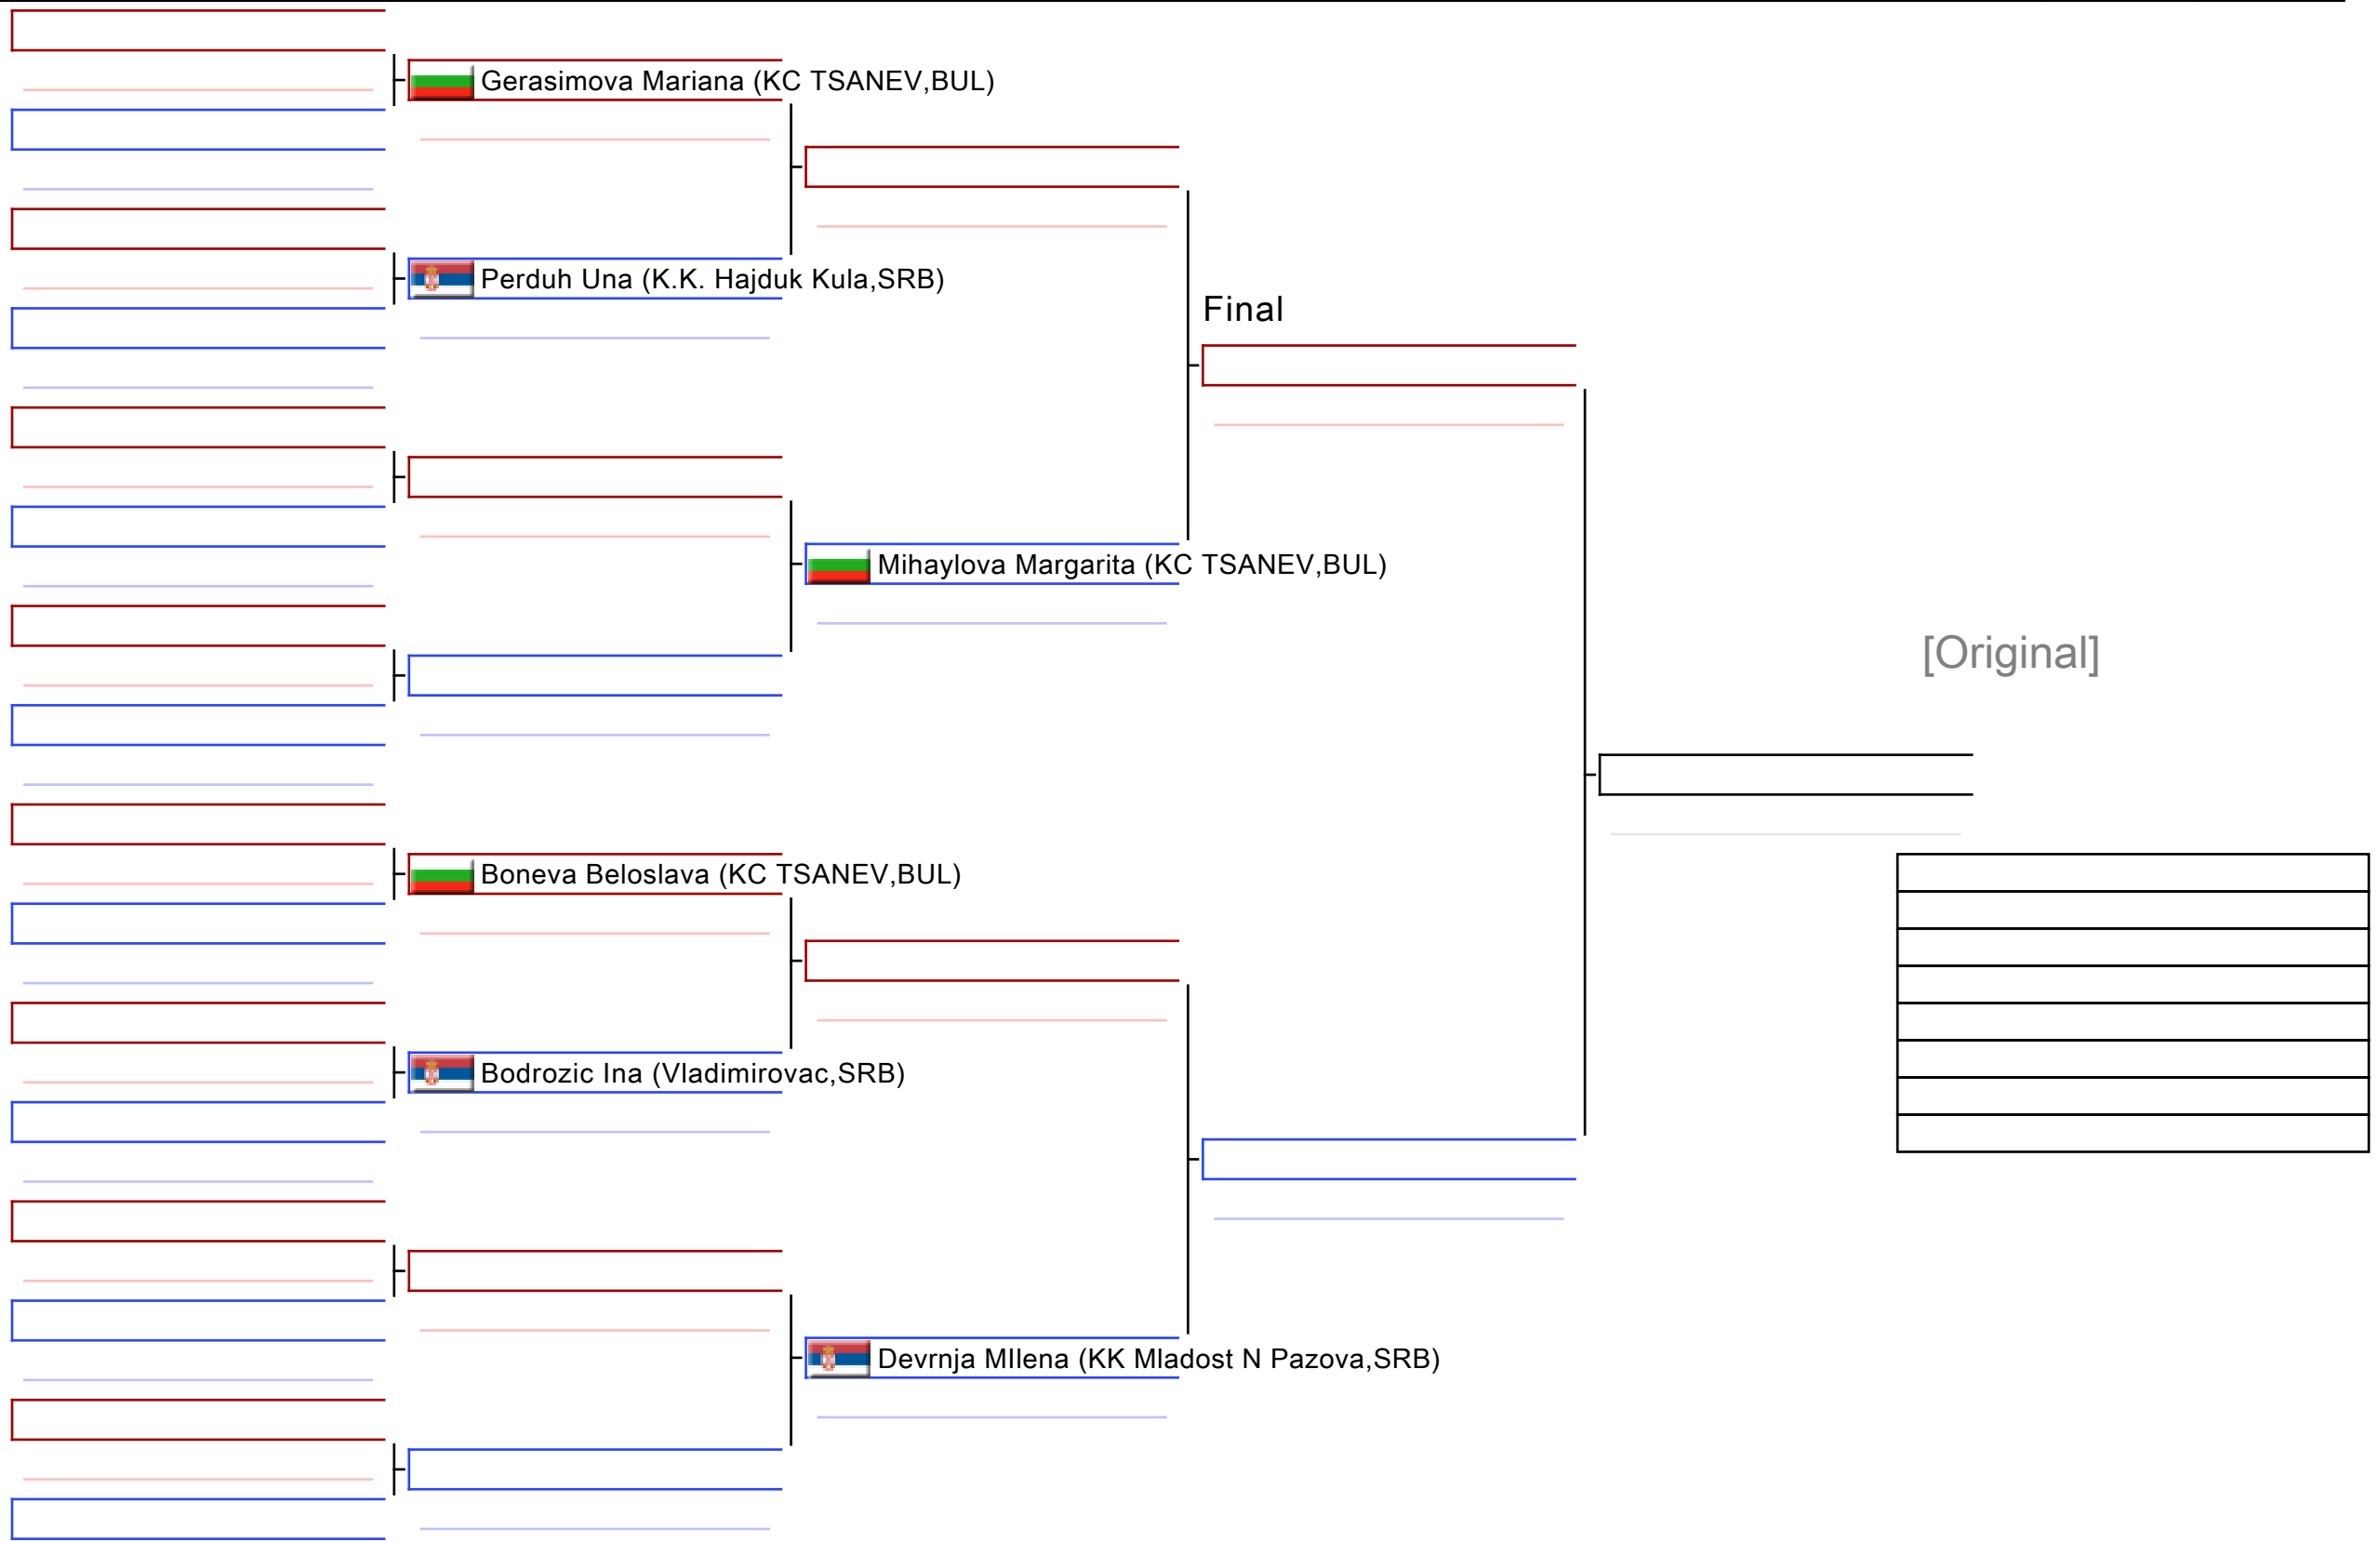 Gerasimova Mariana (KC TSANEV,BUL)
Perduh Una (K.K. Hajduk Kula,SRB)
Final
Mihaylova Margarita (KC TSANEV,BUL)
[Original]
Boneva Beloslava (KC TSANEV,BUL)
Bodrozic Ina (Vladimirovac,SRB)
Devrnja MIlena (KK Mladost N Pazova,SRB)